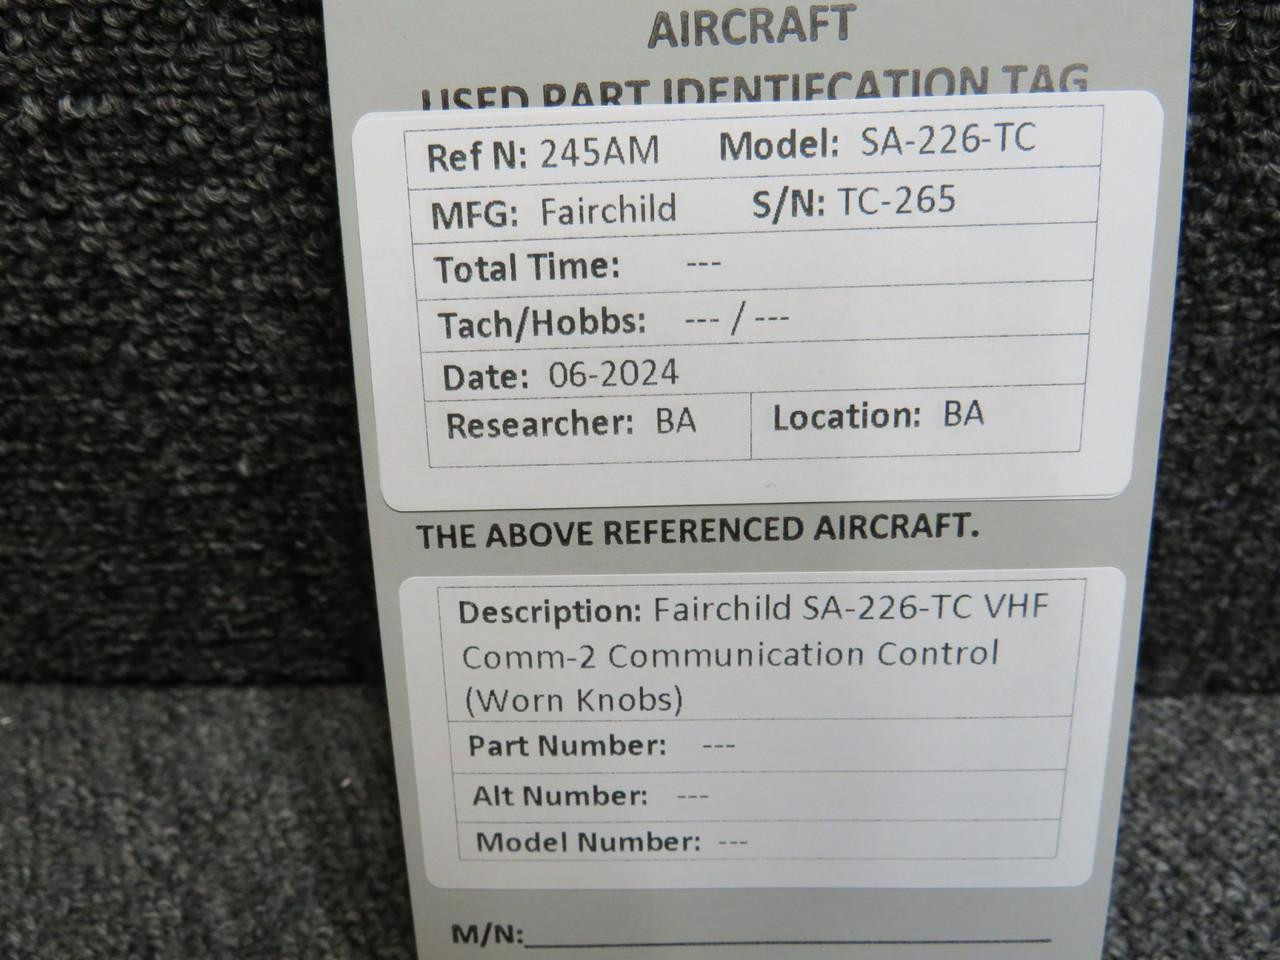 AIRCRAFT
USED PART IDENTIFCATION TAG
Ref N: 245AM Model: SA-226-TC
MFG: Fairchild S/N: TC-265
Total Time: ---
Tach/Hobbs: --- / ---
Date: 06-2024
Researcher: BA Location: BA
THE ABOVE REFERENCED AIRCRAFT.
Description: Fairchild SA-226-TC VHF
Comm-2 Communication Control
(Worn Knobs)
Part Number: ---
Alt Number: ---
Model Number: ---
M/N: